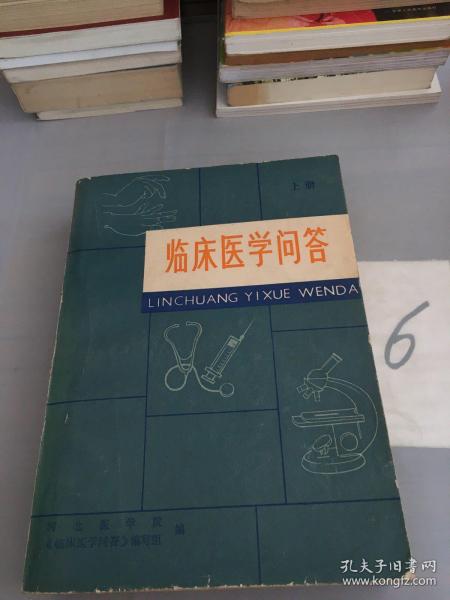 上册
临床医学问答
LINCHUANG YIXUE WENDA
6
河北医学院
《临床医学问答》编写组 编
孔夫子旧书网
www.kongfz.com